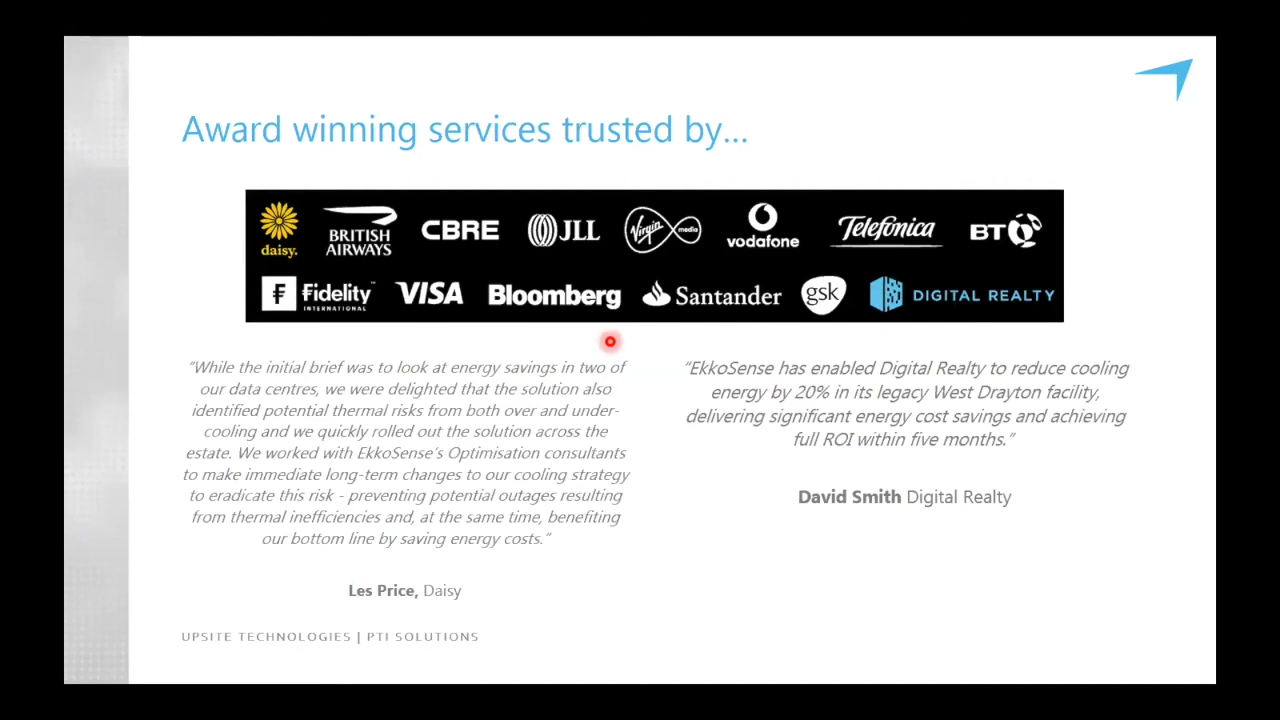 Award winning services trusted by...
daisy. BRITISH AIRWAYS CBRE JLL Virgin media vodafone Telefónica BT
Fidelity INTERNATIONAL VISA Bloomberg Santander gsk DIGITAL REALTY
“While the initial brief was to look at energy savings in two of
our data centres, we were delighted that the solution also
identified potential thermal risks from both over and under-
cooling and we quickly rolled out the solution across the
estate. We worked with EkkoSense’s Optimisation consultants
to make immediate long-term changes to our cooling strategy
to eradicate this risk - preventing potential outages resulting
from thermal inefficiencies and, at the same time, benefiting
our bottom line by saving energy costs.”
Les Price, Daisy
“EkkoSense has enabled Digital Realty to reduce cooling
energy by 20% in its legacy West Drayton facility,
delivering significant energy cost savings and achieving
full ROI within five months.”
David Smith Digital Realty
UPSITE TECHNOLOGIES | PTI SOLUTIONS